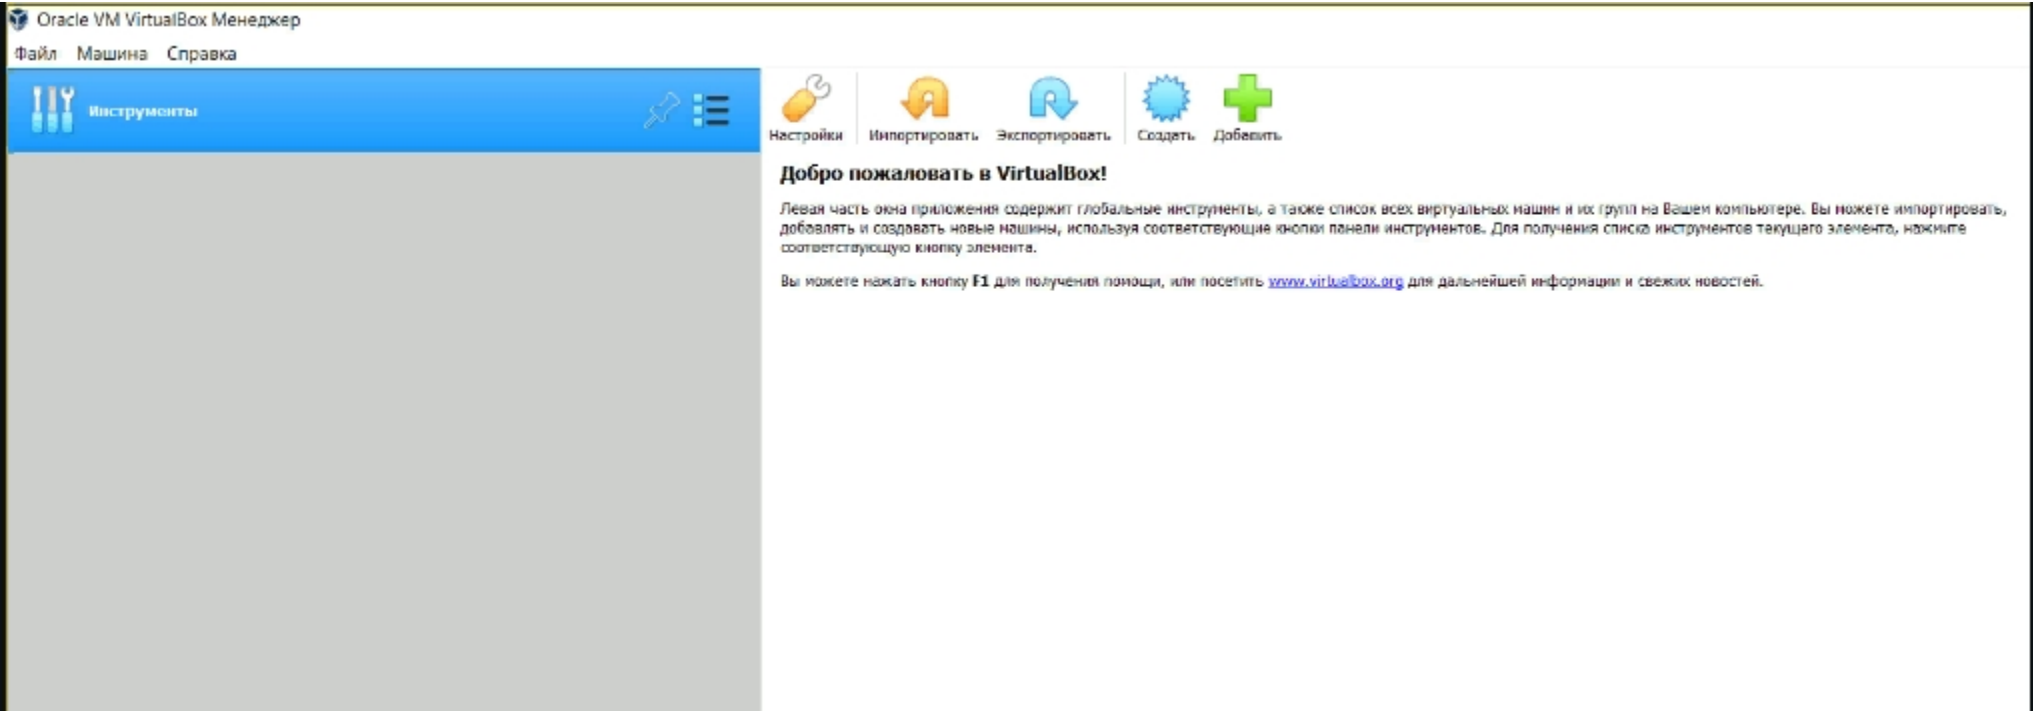 Oracle VM VirtualBox Менеджер
Файл Машина Справка
Инструменты
Настройки Импортировать Экспортировать Создать Добавить
Добро пожаловать в VirtualBox!
Левая часть окна приложения содержит глобальные инструменты, а также список всех виртуальных машин и их групп на Вашем компьютере. Вы можете импортировать,
добавлять и создавать новые машины, используя соответствующие кнопки панели инструментов. Для получения списка инструментов текущего элемента, нажмите
соответствующую кнопку элемента.
Вы можете нажать кнопку F1 для получения помощи, или посетить www.virtualbox.org для дальнейшей информации и свежих новостей.